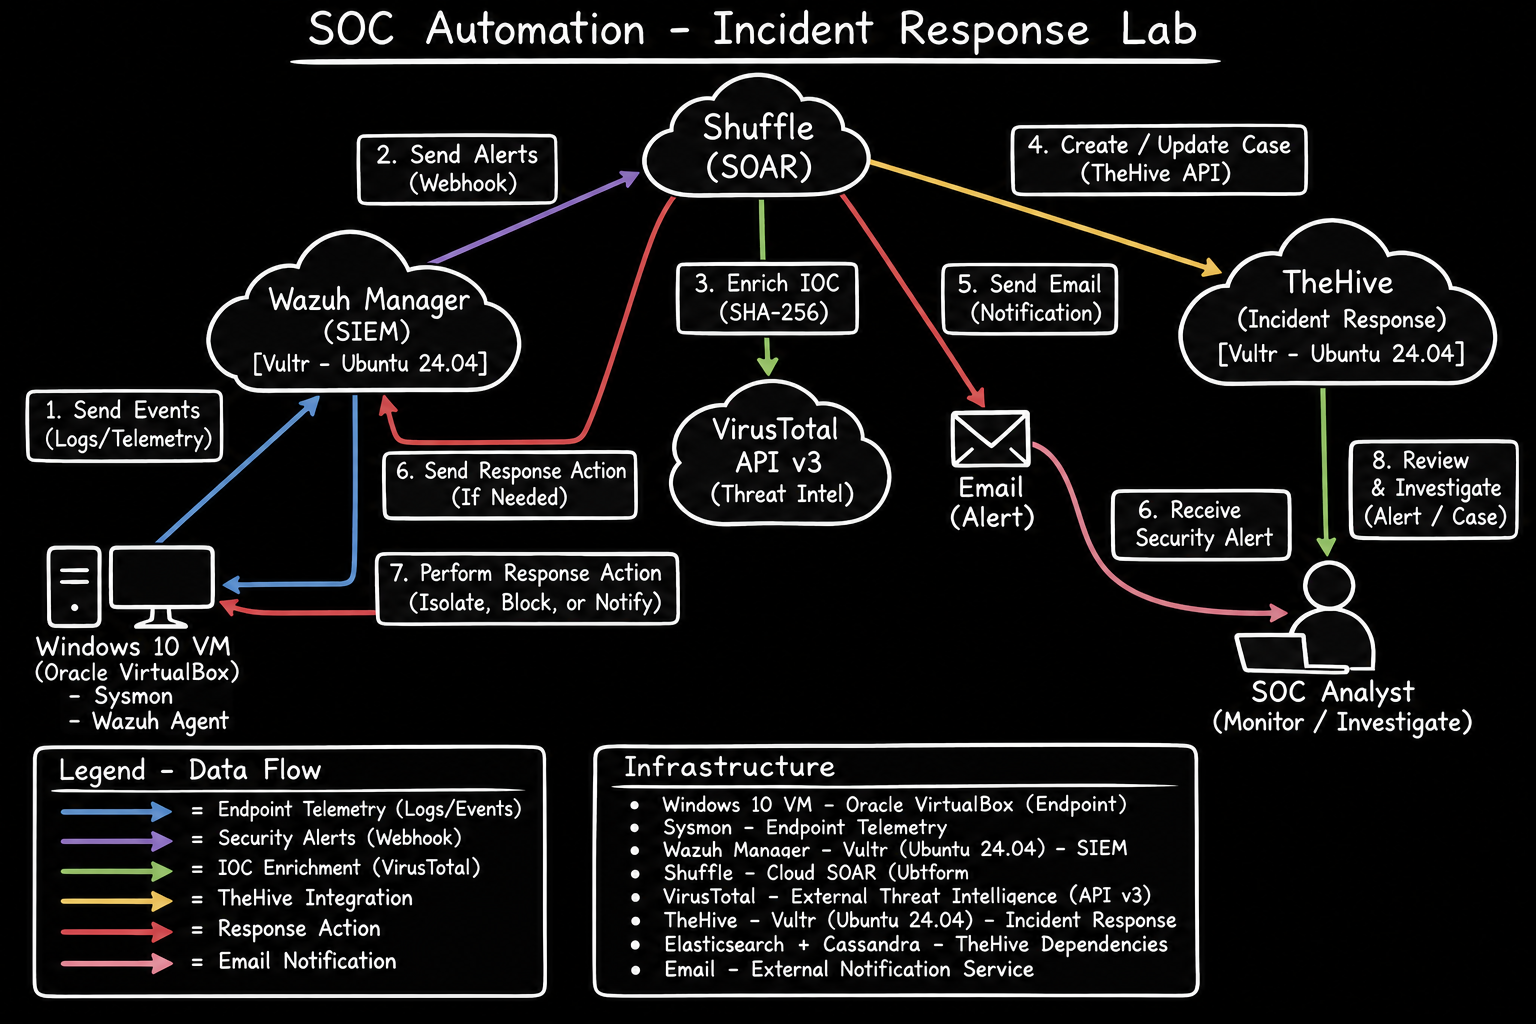 SOC Automation - Incident Response Lab
Shuffle
(SOAR)
2. Send Alerts
(Webhook)
4. Create / Update Case
(TheHive API)
Wazuh Manager
(SIEM)
[Vultr - Ubuntu 24.04]
3. Enrich IOC
(SHA-256)
5. Send Email
(Notification)
TheHive
(Incident Response)
[Vultr - Ubuntu 24.04]
1. Send Events
(Logs/Telemetry)
6. Send Response Action
(If Needed)
VirusTotal
API v3
(Threat Intel)
Email
(Alert)
6. Receive
Security Alert
8. Review
& Investigate
(Alert / Case)
7. Perform Response Action
(Isolate, Block, or Notify)
Windows 10 VM
(Oracle VirtualBox)
- Sysmon
- Wazuh Agent
SOC Analyst
(Monitor / Investigate)
Legend - Data Flow
= Endpoint Telemetry (Logs/Events)
= Security Alerts (Webhook)
= IOC Enrichment (VirusTotal)
= TheHive Integration
= Response Action
= Email Notification
Infrastructure
• Windows 10 VM - Oracle VirtualBox (Endpoint)
• Sysmon - Endpoint Telemetry
• Wazuh Manager - Vultr (Ubuntu 24.04) - SIEM
• Shuffle - Cloud SOAR (Ubtform
• VirusTotal - External Threat Intelligence (API v3)
• TheHive - Vultr (Ubuntu 24.04) - Incident Response
• Elasticsearch + Cassandra - TheHive Dependencies
• Email - External Notification Service